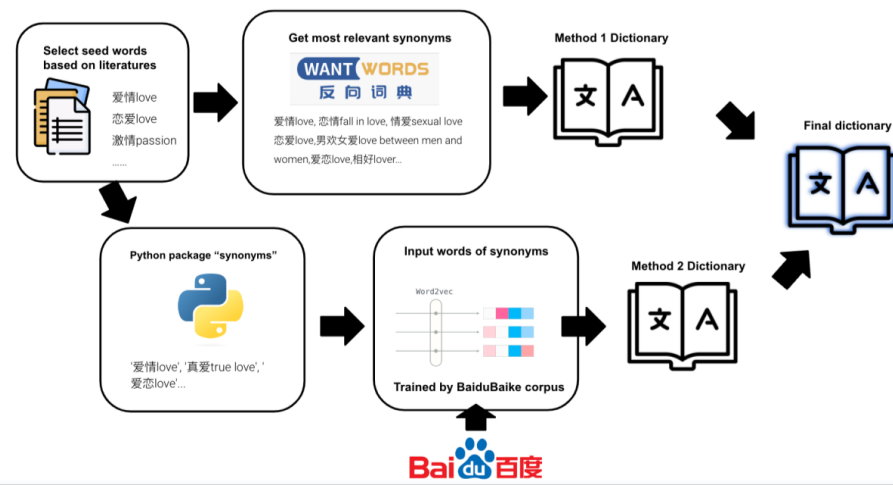 Select seed words
based on literatures
爱情love
恋爱love
激情passion
......
Get most relevant synonyms
WANT WORDS
反向词典
爱情love, 恋情fall in love, 情爱sexual love
恋爱love,男欢女爱love between men and
women,爱恋love,相好lover...
Method 1 Dictionary
文 A
Final dictionary
文 A
Python package “synonyms”
'爱情love', '真爱true love', '
爱恋love'...
Input words of synonyms
Word2vec
Trained by BaiduBaike corpus
Method 2 Dictionary
文 A
Bai du 百度